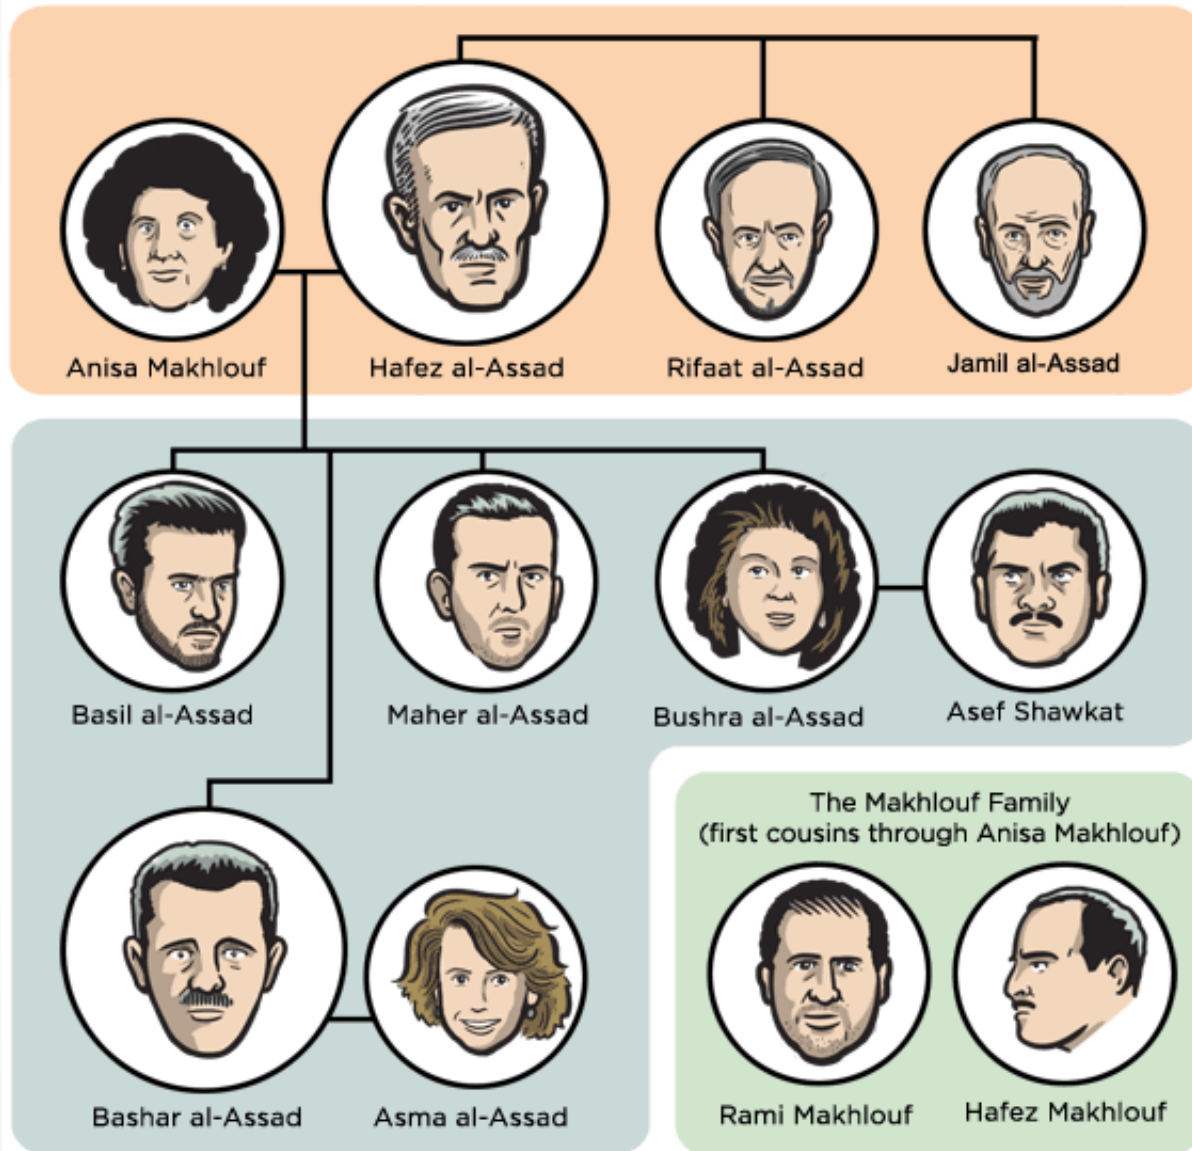 Anisa Makhlouf
Hafez al-Assad
Rifaat al-Assad
Jamil al-Assad
Basil al-Assad
Maher al-Assad
Bushra al-Assad
Asef Shawkat
The Makhlouf Family
(first cousins through Anisa Makhlouf)
Bashar al-Assad
Asma al-Assad
Rami Makhlouf
Hafez Makhlouf